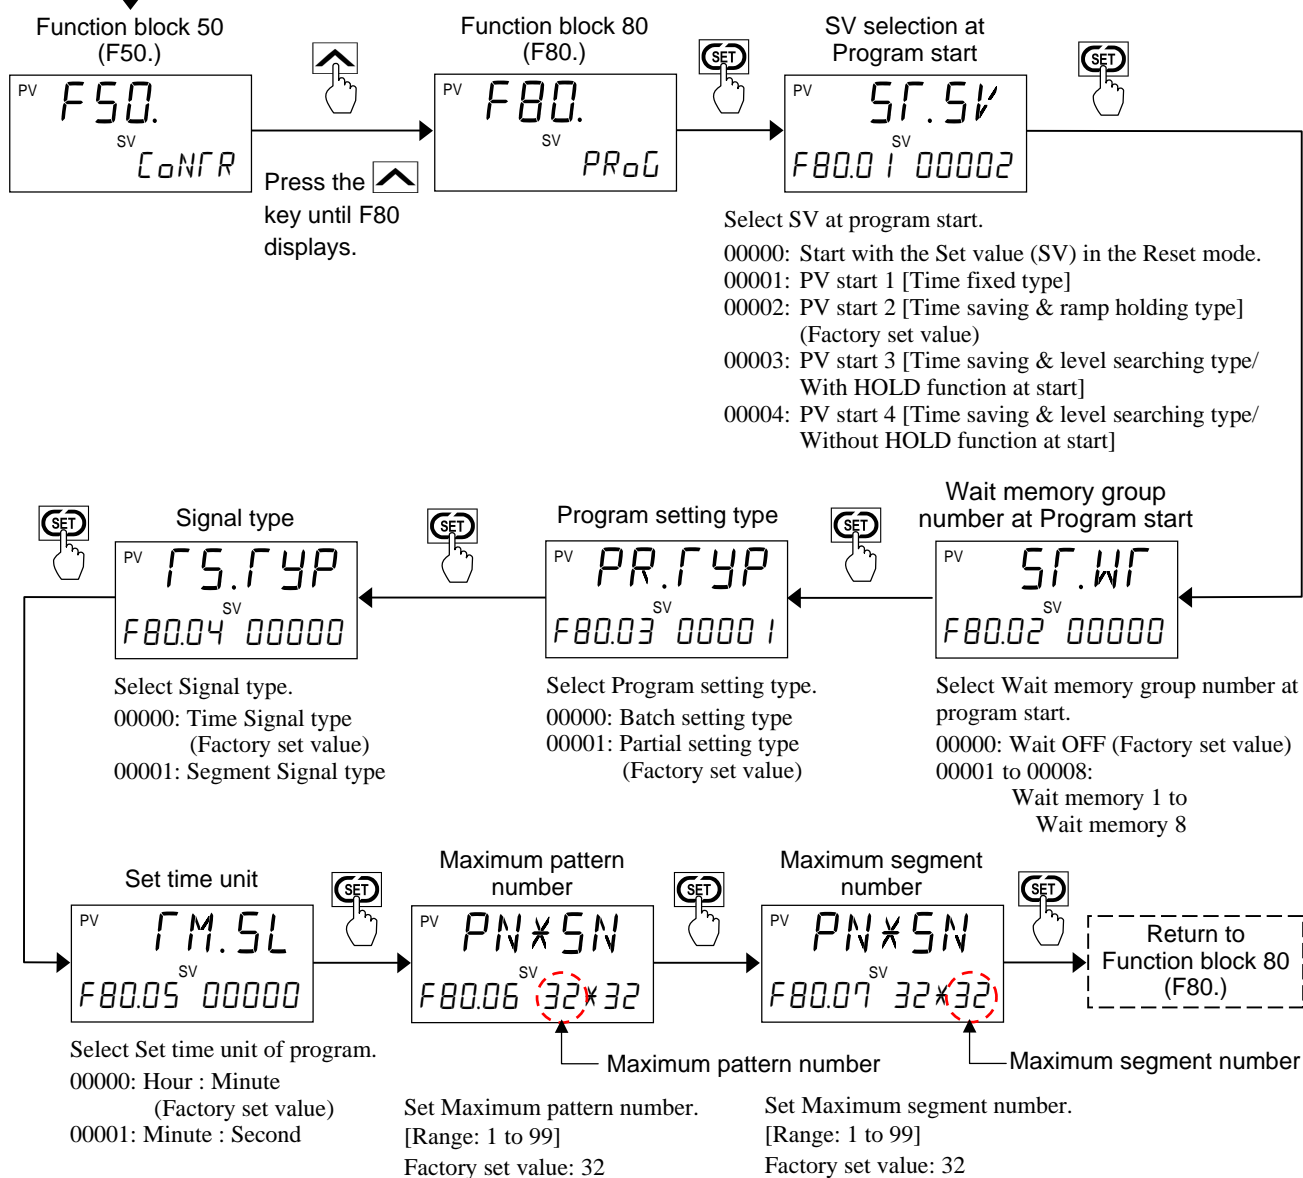 Function block 50
(F50.)
PV
F50.
SV
CoNTR
Press the
key until F80
displays.
Function block 80
(F80.)
PV
F80.
SV
PRoG
SET
SV selection at
Program start
PV
ST.SV
SV
F80.01 00002
SET
Select SV at program start.
00000: Start with the Set value (SV) in the Reset mode.
00001: PV start 1 [Time fixed type]
00002: PV start 2 [Time saving & ramp holding type]
(Factory set value)
00003: PV start 3 [Time saving & level searching type/
With HOLD function at start]
00004: PV start 4 [Time saving & level searching type/
Without HOLD function at start]
Wait memory group
number at Program start
PV
ST.WT
SV
F80.02 00000
Select Wait memory group number at
program start.
00000: Wait OFF (Factory set value)
00001 to 00008:
Wait memory 1 to
Wait memory 8
SET
Program setting type
PV
PR.TYP
SV
F80.03 00001
Select Program setting type.
00000: Batch setting type
00001: Partial setting type
(Factory set value)
SET
Signal type
PV
TS.TYP
SV
F80.04 00000
Select Signal type.
00000: Time Signal type
(Factory set value)
00001: Segment Signal type
SET
Set time unit
PV
TM.SL
SV
F80.05 00000
Select Set time unit of program.
00000: Hour : Minute
(Factory set value)
00001: Minute : Second
SET
Maximum pattern
number
PV
PN*SN
SV
F80.06 32*32
Maximum pattern number
Set Maximum pattern number.
[Range: 1 to 99]
Factory set value: 32
SET
Maximum segment
number
PV
PN*SN
SV
F80.07 32*32
Maximum segment number
Set Maximum segment number.
[Range: 1 to 99]
Factory set value: 32
SET
Return to
Function block 80
(F80.)